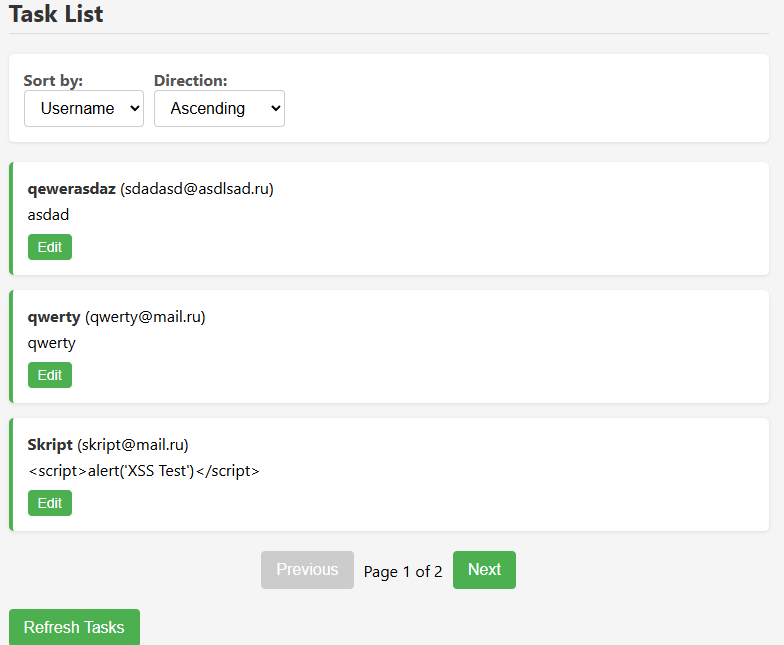 Task List
Sort by: Direction:
Username Ascending
qewerasdaz (sdadasd@asdlsad.ru)
asdad
Edit
qwerty (qwerty@mail.ru)
qwerty
Edit
Skript (skript@mail.ru)
<script>alert('XSS Test')</script>
Edit
Previous Page 1 of 2 Next
Refresh Tasks